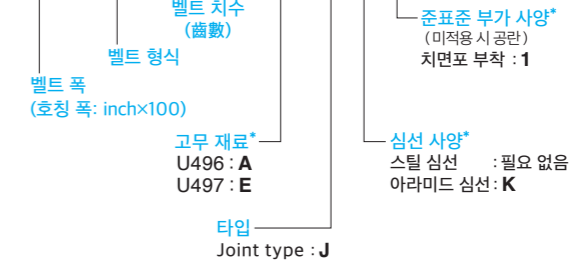 벨트 치수
(齒數)
준표준 부가 사양*
(미적용 시 공란)
치면포 부착 : 1
벨트 형식
벨트 폭
(호칭 폭: inch×100)
고무 재료*
U496 : A
U497 : E
심선 사양*
스틸 심선 : 필요 없음
아라미드 심선 : K
타입
Joint type : J